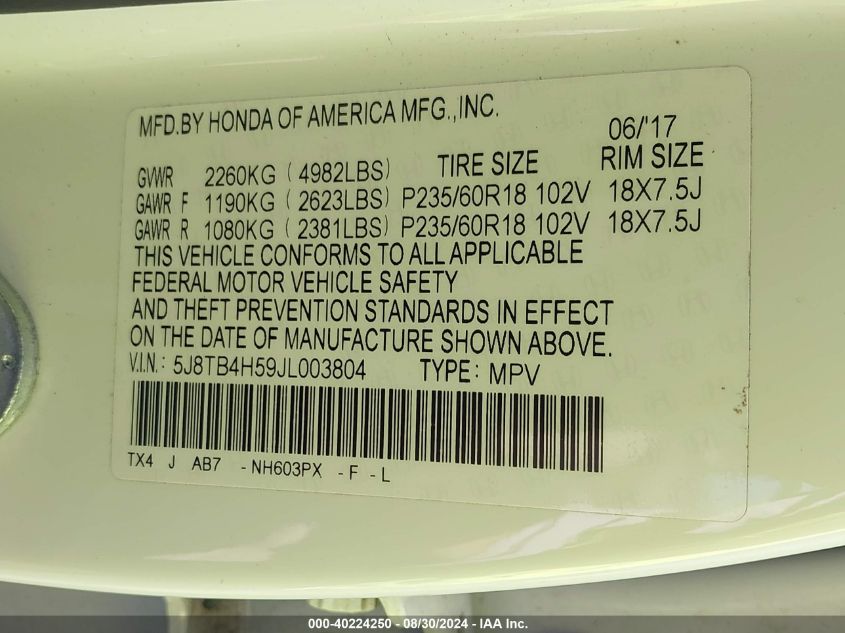 MFD.BY HONDA OF AMERICA MFG.,INC.
06/'17
GVWR 2260KG ( 4982LBS) TIRE SIZE RIM SIZE
GAWR F 1190KG ( 2623LBS) P235/60R18 102V 18X7.5J
GAWR R 1080KG ( 2381LBS) P235/60R18 102V 18X7.5J
THIS VEHICLE CONFORMS TO ALL APPLICABLE
FEDERAL MOTOR VEHICLE SAFETY
AND THEFT PREVENTION STANDARDS IN EFFECT
ON THE DATE OF MANUFACTURE SHOWN ABOVE.
V.I.N.: 5J8TB4H59JL003804 TYPE: MPV
TX4 J AB7 -NH603PX -F -L
000-40224250 - 08/30/2024 - IAA Inc.